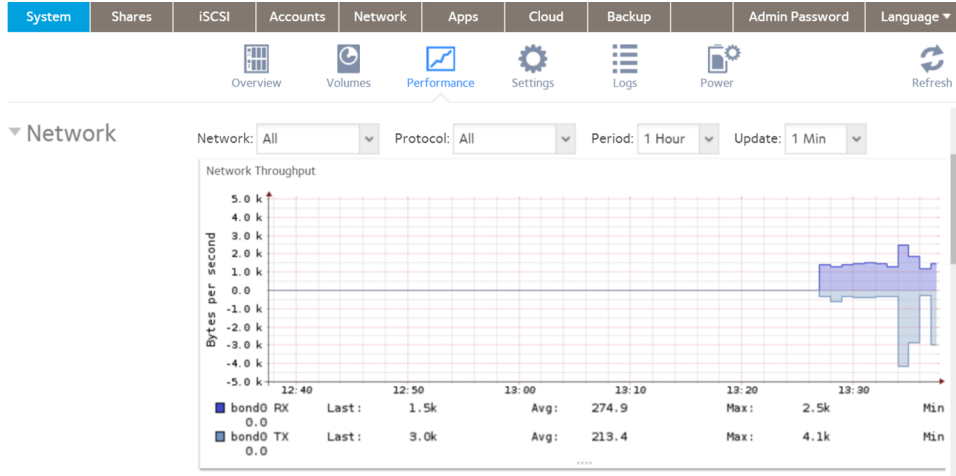 System Shares iSCSI Accounts Network Apps Cloud Backup Admin Password Language
Overview Volumes Performance Settings Logs Power Refresh
Network
Network: All Protocol: All Period: 1 Hour Update: 1 Min
Network Throughput
Bytes per second
5.0 k
4.0 k
3.0 k
2.0 k
1.0 k
0.0
-1.0 k
-2.0 k
-3.0 k
-4.0 k
-5.0 k
12:40 12:50 13:00 13:10 13:20 13:30
bond0 RX Last: 1.5k Avg: 274.9 Max: 2.5k Min
0.0
bond0 TX Last: 3.0k Avg: 213.4 Max: 4.1k Min
0.0